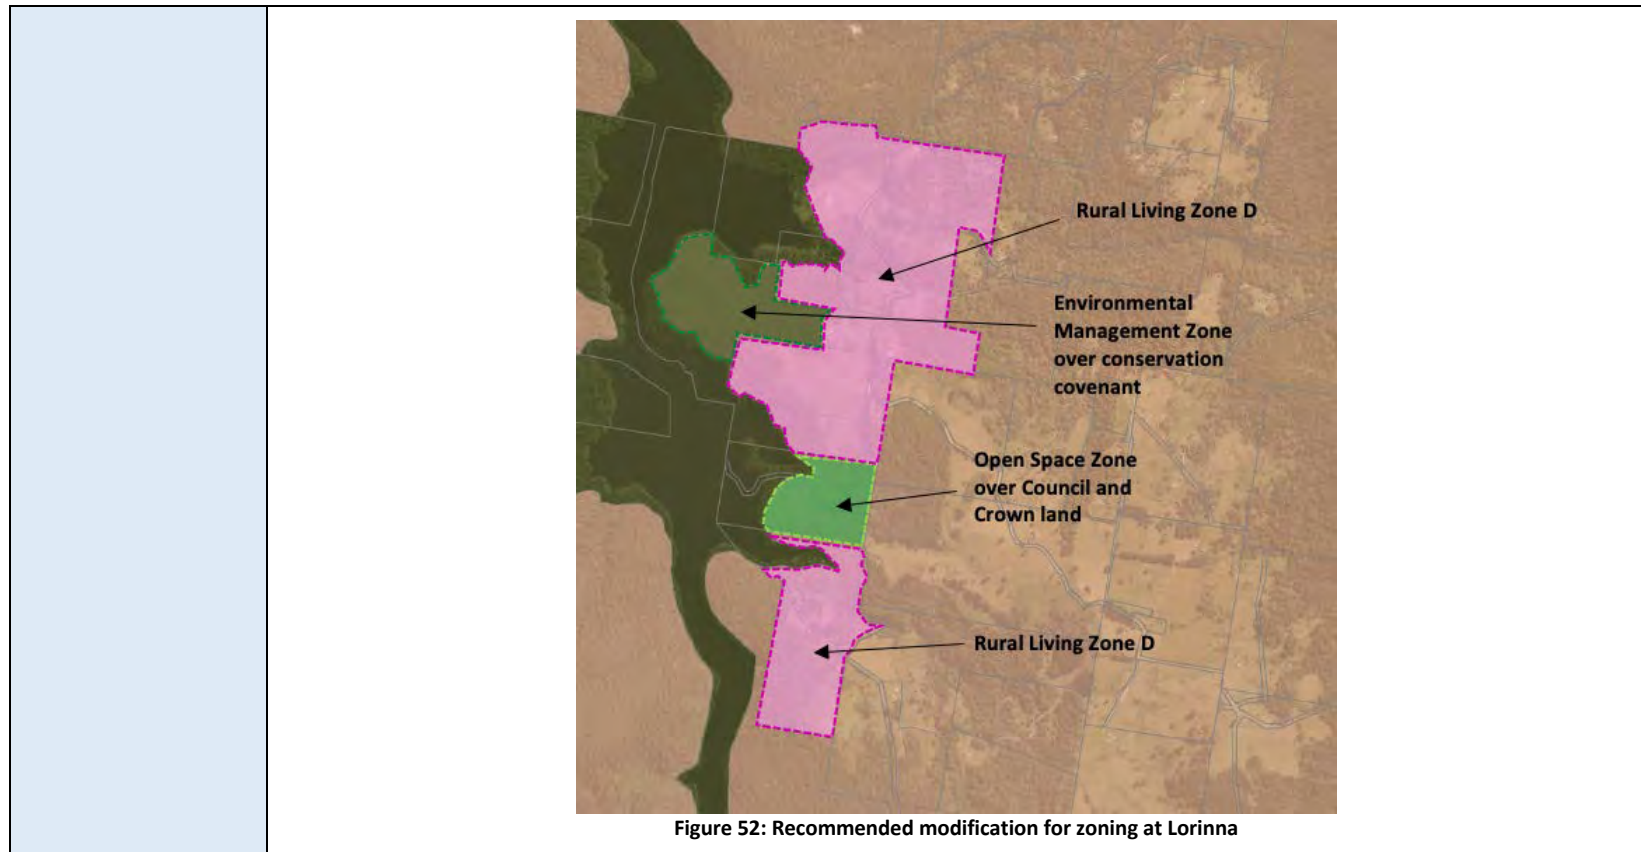 Rural Living Zone D
Environmental
Management Zone
over conservation
covenant
Open Space Zone
over Council and
Crown land
Rural Living Zone D
Figure 52: Recommended modification for zoning at Lorinna